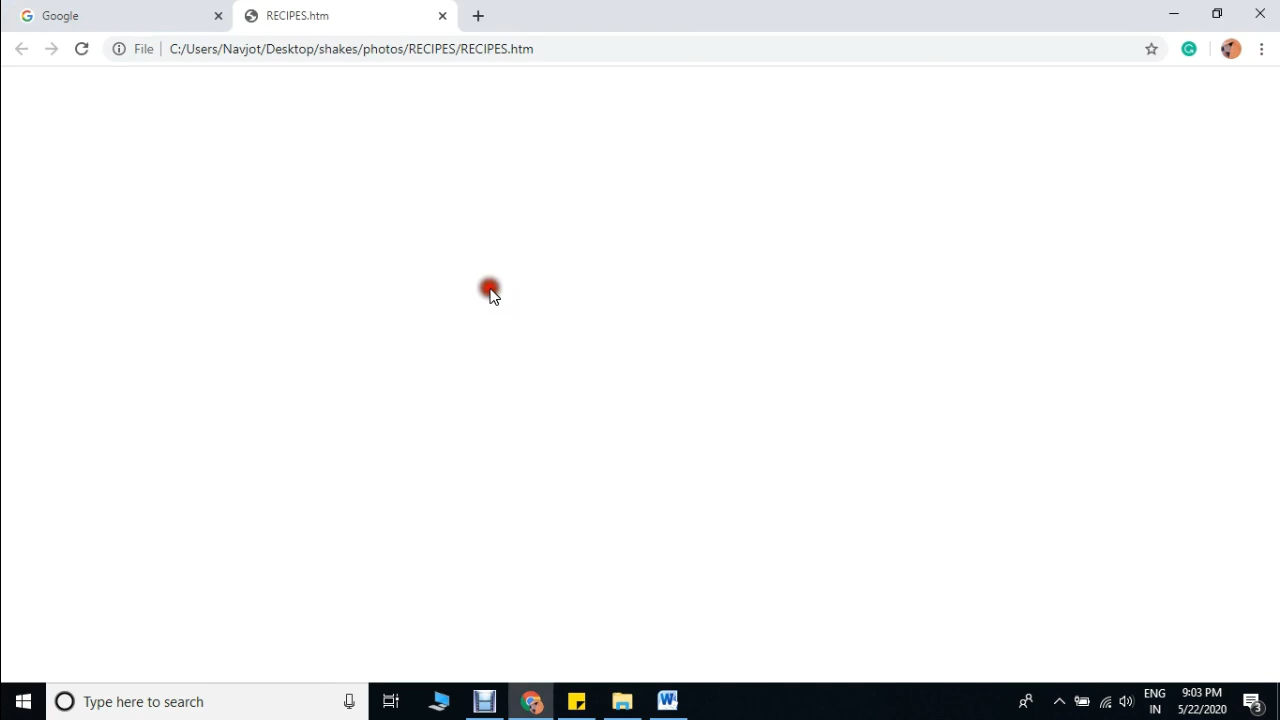 Google
RECIPES.htm
File
C:/Users/Navjot/Desktop/shakes/photos/RECIPES/RECIPES.htm
Type here to search
ENG
IN
9:03 PM
5/22/2020
3